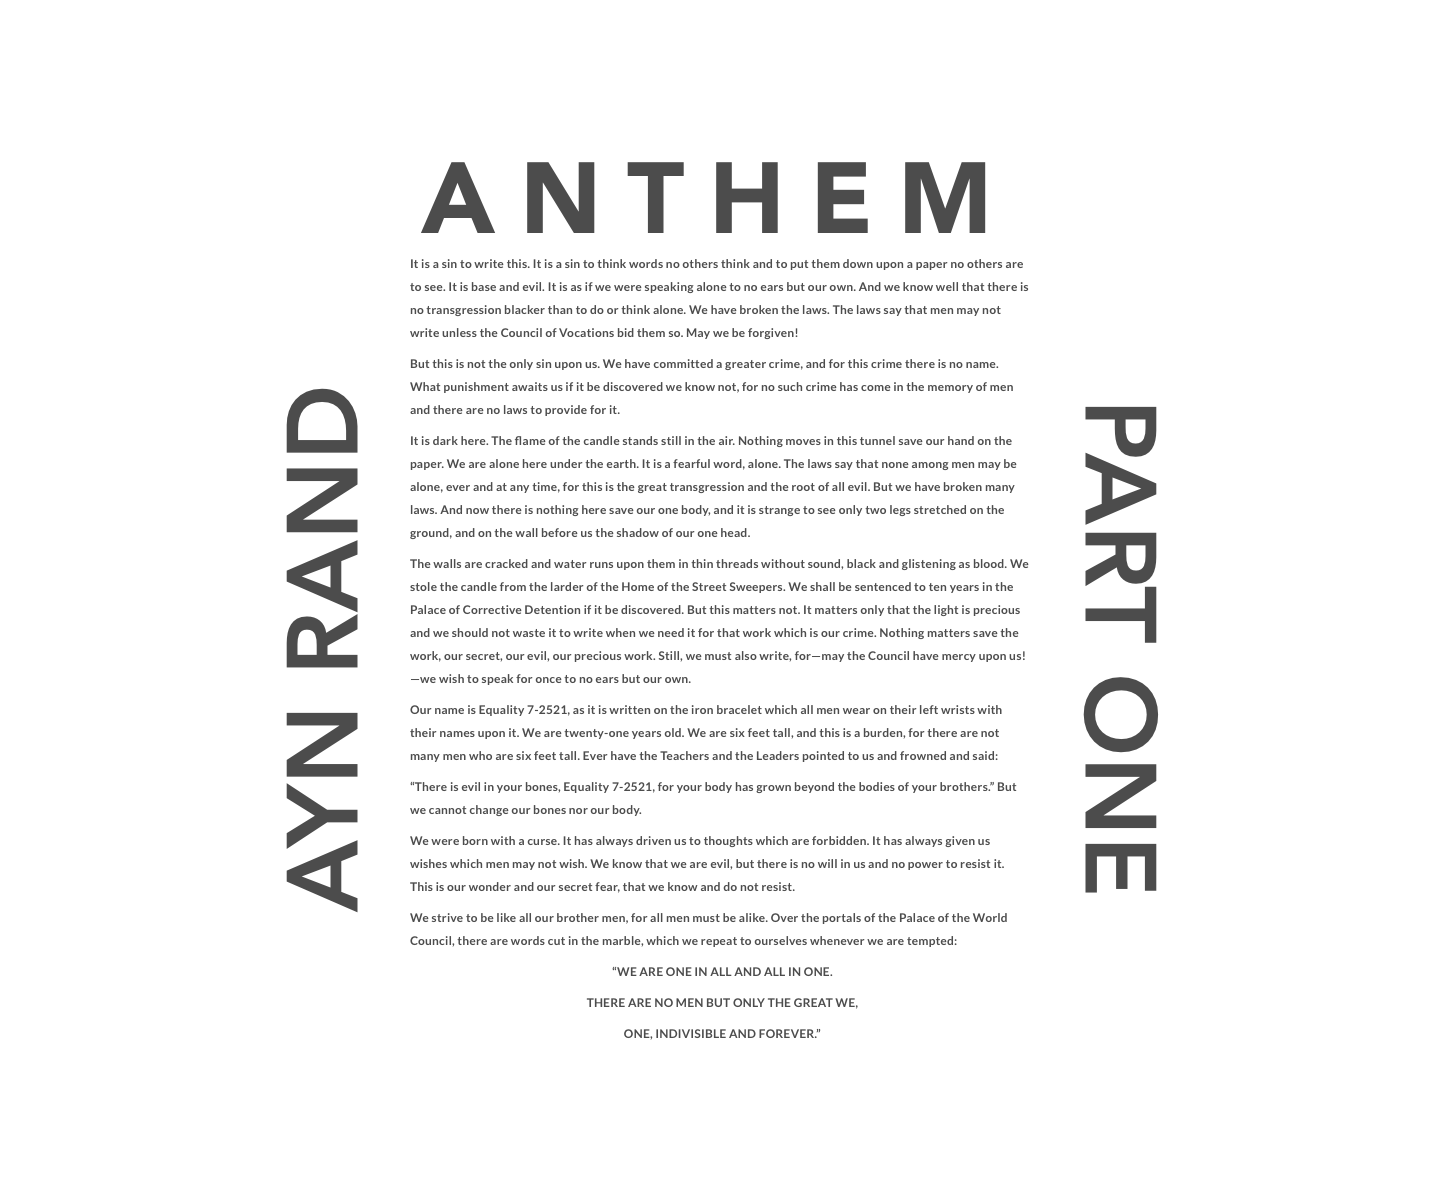 ANTHEM
It is a sin to write this. It is a sin to think words no others think and to put them down upon a paper no others are
to see. It is base and evil. It is as if we were speaking alone to no ears but our own. And we know well that there is
no transgression blacker than to do or think alone. We have broken the laws. The laws say that men may not
write unless the Council of Vocations bid them so. May we be forgiven!
But this is not the only sin upon us. We have committed a greater crime, and for this crime there is no name.
What punishment awaits us if it be discovered we know not, for no such crime has come in the memory of men
and there are no laws to provide for it.
It is dark here. The flame of the candle stands still in the air. Nothing moves in this tunnel save our hand on the
paper. We are alone here under the earth. It is a fearful word, alone. The laws say that none among men may be
alone, ever and at any time, for this is the great transgression and the root of all evil. But we have broken many
laws. And now there is nothing here save our one body, and it is strange to see only two legs stretched on the
ground, and on the wall before us the shadow of our one head.
The walls are cracked and water runs upon them in thin threads without sound, black and glistening as blood. We
stole the candle from the larder of the Home of the Street Sweepers. We shall be sentenced to ten years in the
Palace of Corrective Detention if it be discovered. But this matters not. It matters only that the light is precious
and we should not waste it to write when we need it for that work which is our crime. Nothing matters save the
work, our secret, our evil, our precious work. Still, we must also write, for—may the Council have mercy upon us!
—we wish to speak for once to no ears but our own.
Our name is Equality 7-2521, as it is written on the iron bracelet which all men wear on their left wrists with
their names upon it. We are twenty-one years old. We are six feet tall, and this is a burden, for there are not
many men who are six feet tall. Ever have the Teachers and the Leaders pointed to us and frowned and said:
“There is evil in your bones, Equality 7-2521, for your body has grown beyond the bodies of your brothers.” But
we cannot change our bones nor our body.
We were born with a curse. It has always driven us to thoughts which are forbidden. It has always given us
wishes which men may not wish. We know that we are evil, but there is no will in us and no power to resist it.
This is our wonder and our secret fear, that we know and do not resist.
We strive to be like all our brother men, for all men must be alike. Over the portals of the Palace of the World
Council, there are words cut in the marble, which we repeat to ourselves whenever we are tempted:
“WE ARE ONE IN ALL AND ALL IN ONE.
THERE ARE NO MEN BUT ONLY THE GREAT WE,
ONE, INDIVISIBLE AND FOREVER.”
AYN RAND
PART ONE